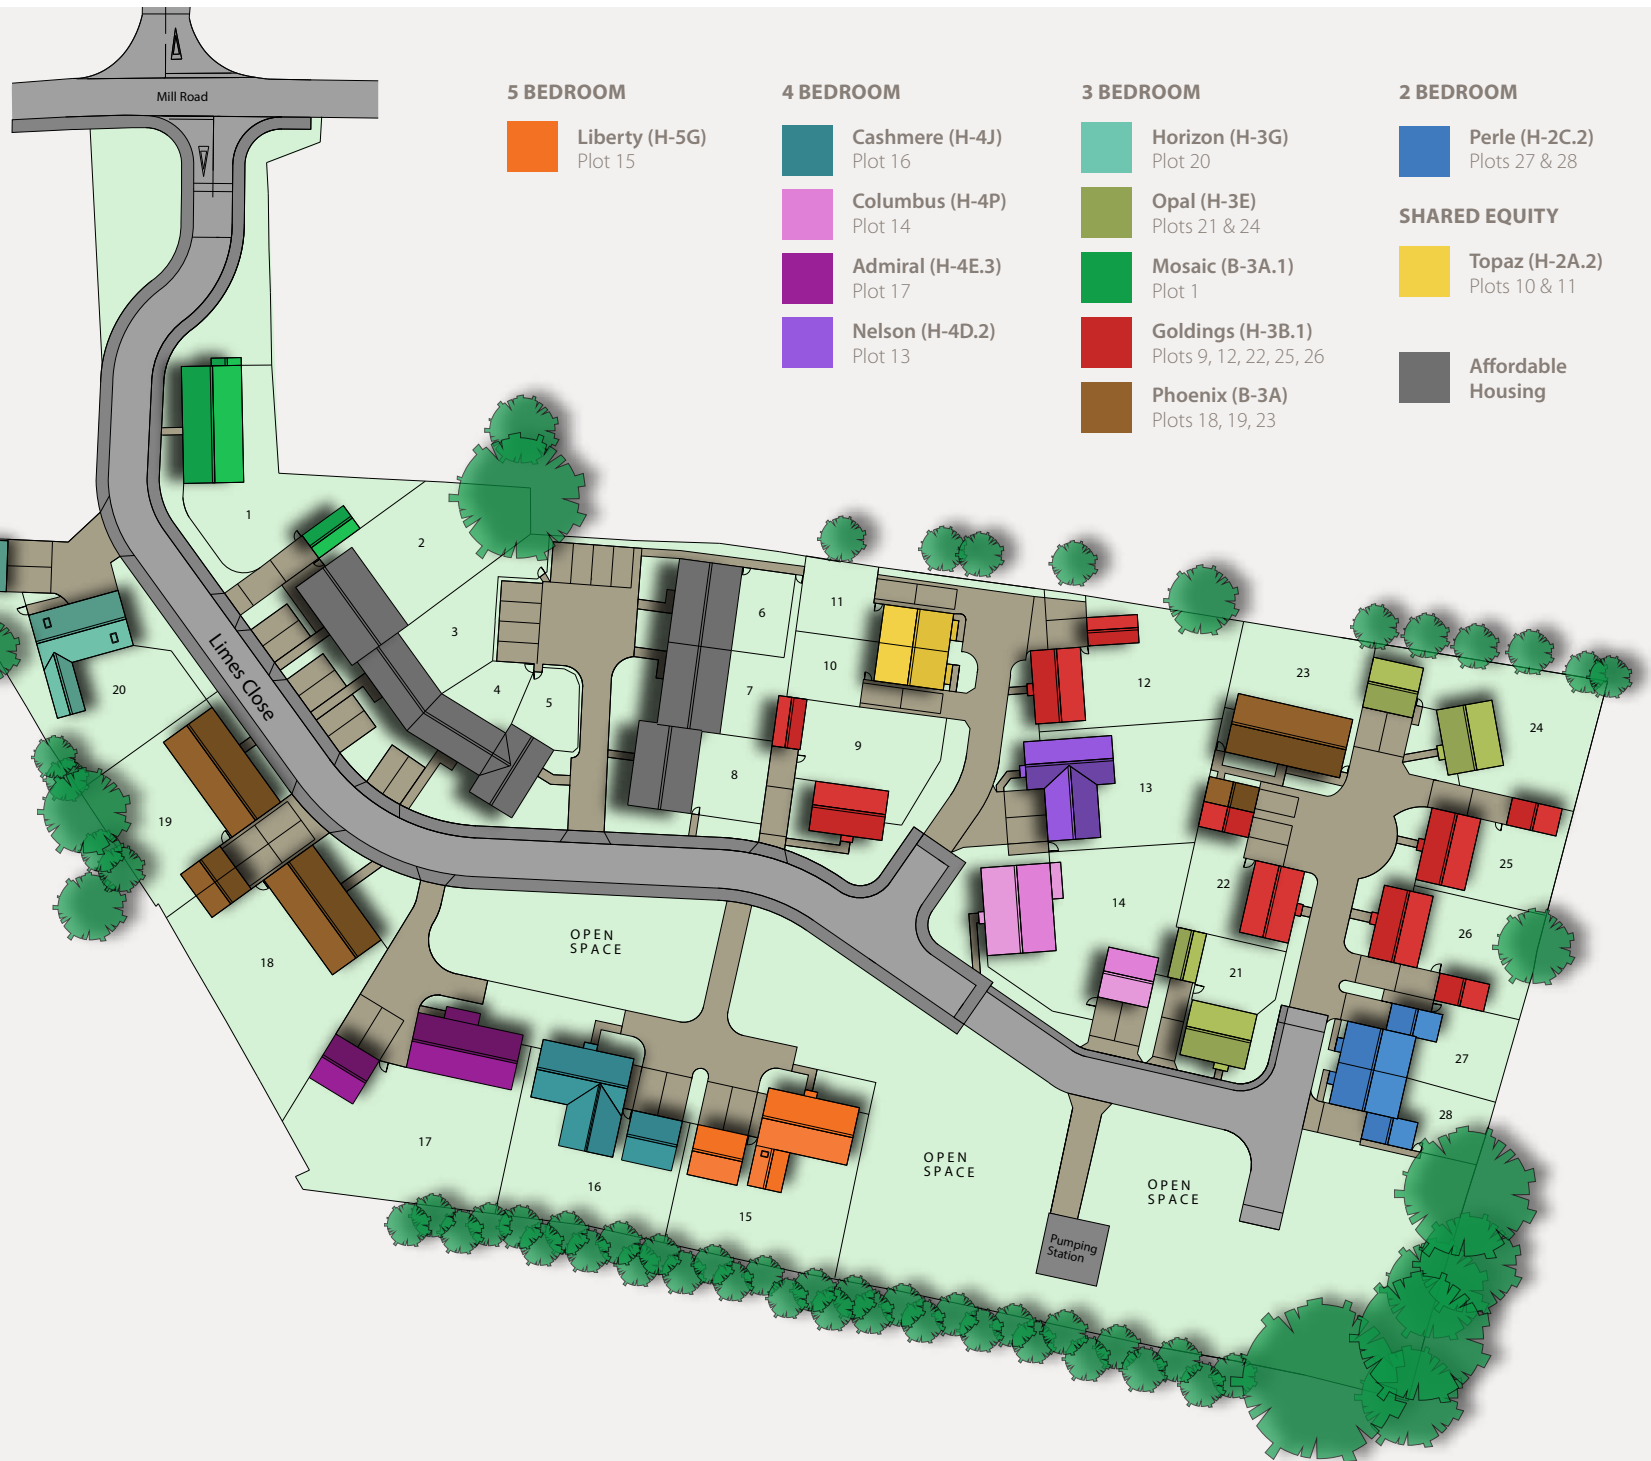 Mill Road
5 BEDROOM
Liberty (H-5G)
Plot 15
4 BEDROOM
Cashmere (H-4J)
Plot 16
Columbus (H-4P)
Plot 14
Admiral (H-4E.3)
Plot 17
Nelson (H-4D.2)
Plot 13
3 BEDROOM
Horizon (H-3G)
Plot 20
Opal (H-3E)
Plots 21 & 24
Mosaic (B-3A.1)
Plot 1
Goldings (H-3B.1)
Plots 9, 12, 22, 25, 26
Phoenix (B-3A)
Plots 18, 19, 23
2 BEDROOM
Perle (H-2C.2)
Plots 27 & 28
SHARED EQUITY
Topaz (H-2A.2)
Plots 10 & 11
Affordable
Housing
1
2
3
4
5
6
7
8
9
10
11
12
13
14
15
16
17
18
19
20
21
22
23
24
25
26
27
28
Limes Close
OPEN
SPACE
OPEN
SPACE
OPEN
SPACE
Pumping
Station